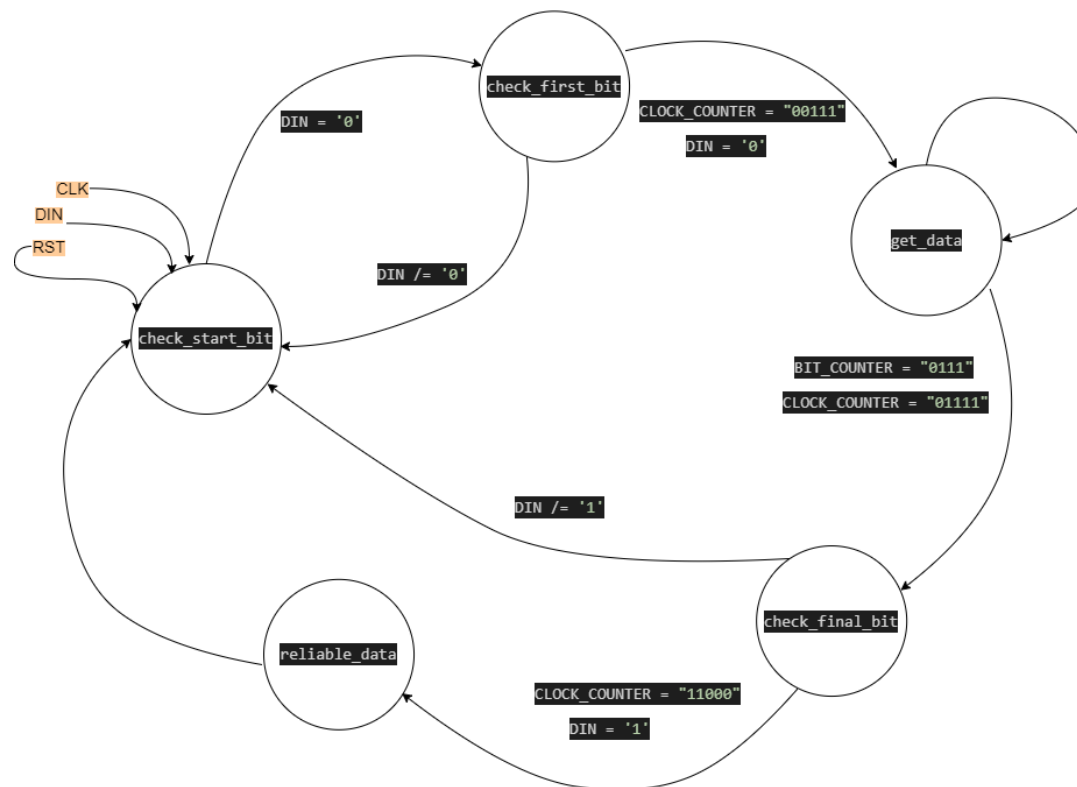 check_first_bit
DIN = '0'
CLOCK_COUNTER = "00111"
DIN = '0'
CLK
DIN
RST
get_data
DIN /= '0'
check_start_bit
BIT_COUNTER = "0111"
CLOCK_COUNTER = "01111"
DIN /= '1'
check_final_bit
reliable_data
CLOCK_COUNTER = "11000"
DIN = '1'